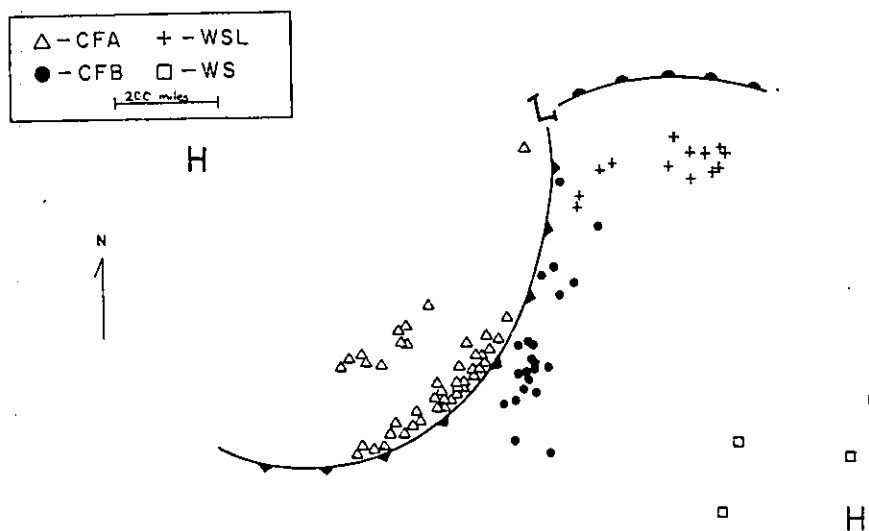 △ - CFA + - WSL
● - CFB □ - WS
200 miles
L
H
N
H